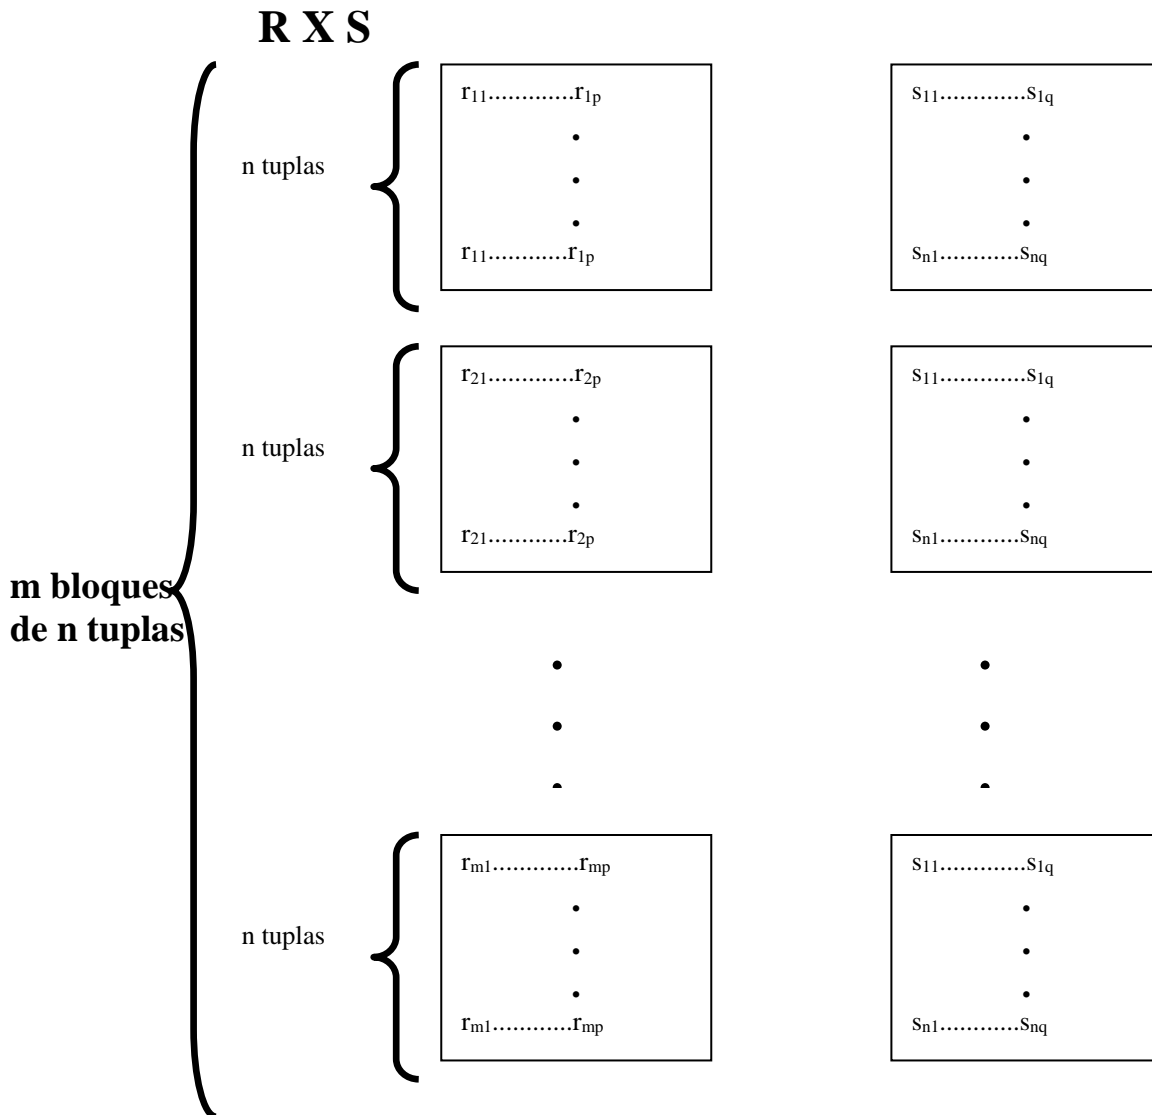 R X S
r11.............r1p s11.............s1q
n tuplas
r11............r1p sn1............snq
r21.............r2p s11.............s1q
n tuplas
r21............r2p sn1............snq
m bloques
de n tuplas
rm1.............rmp s11.............s1q
n tuplas
rm1............rmp sn1............snq